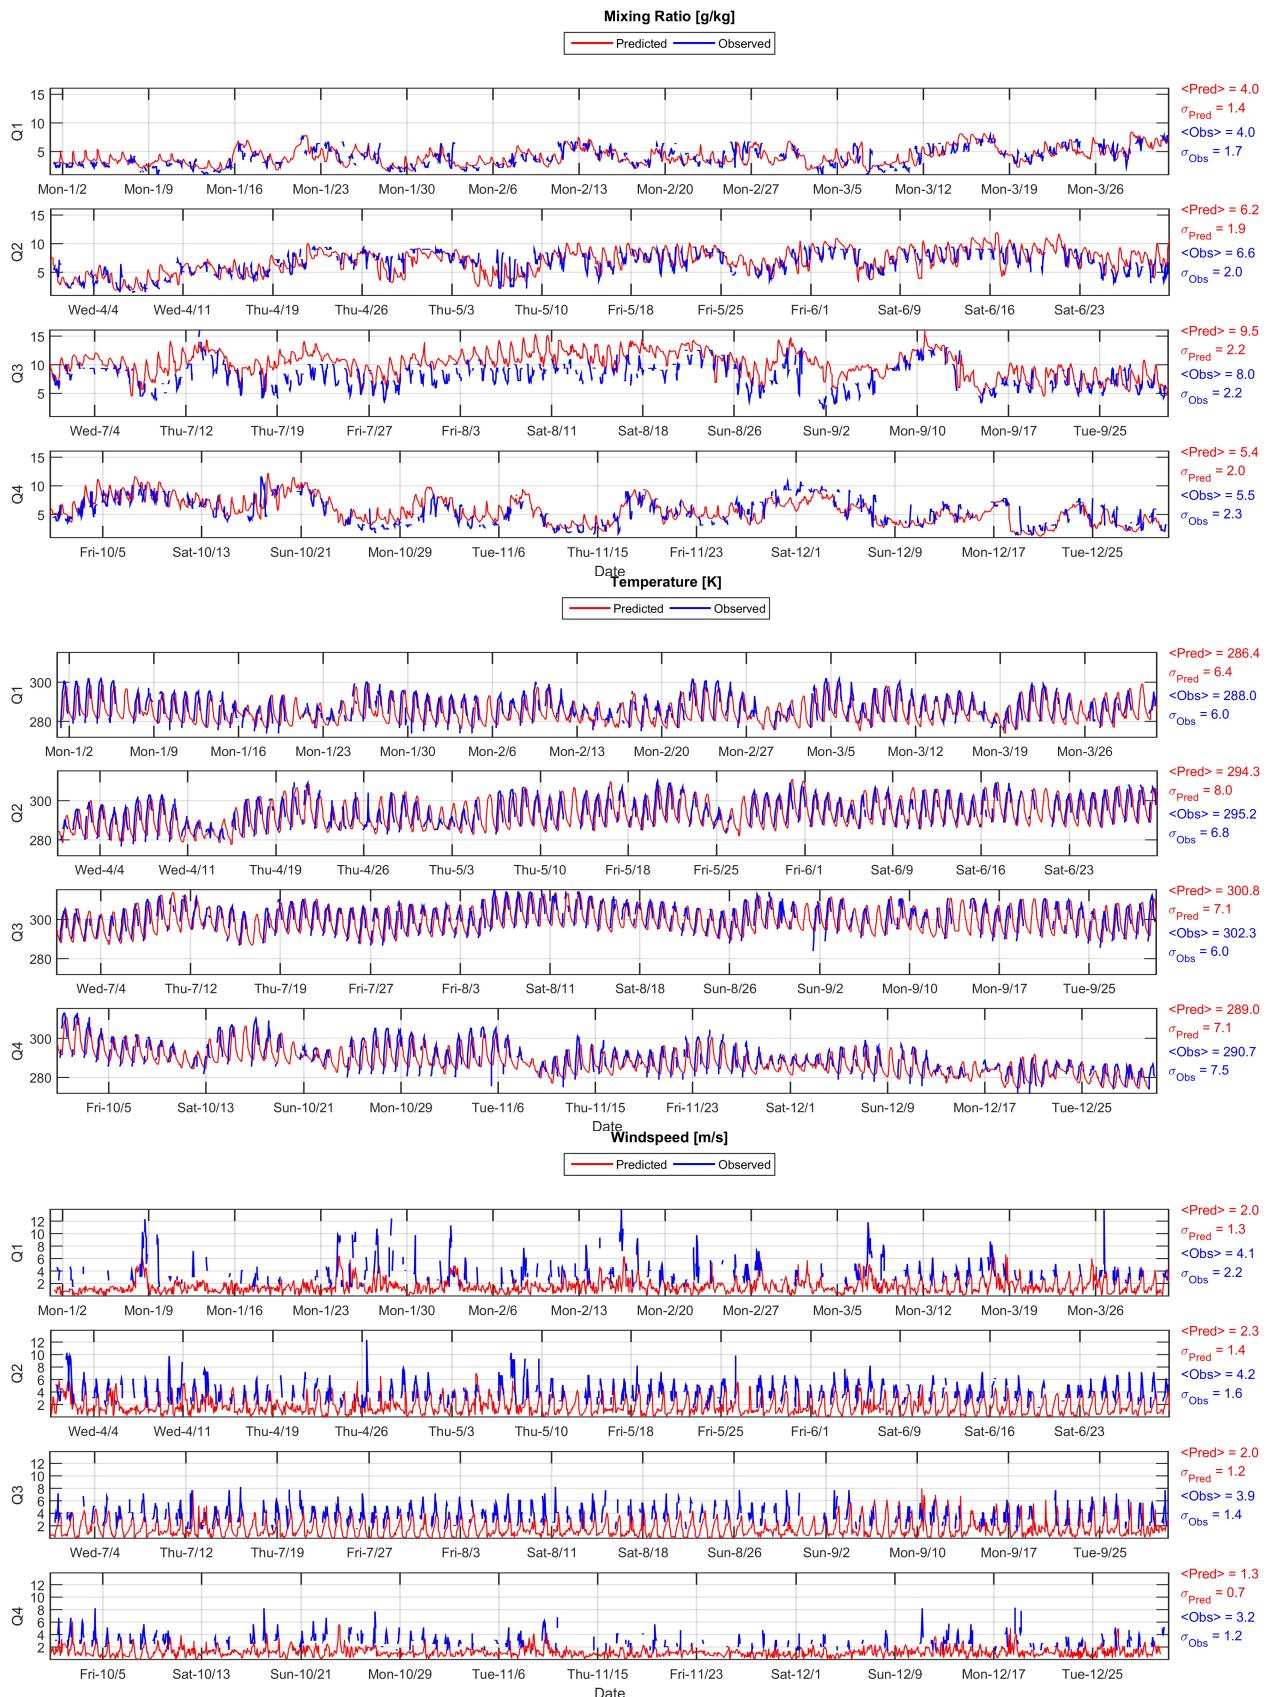 Mixing Ratio [g/kg]
Predicted Observed
Q1
15
10
5
Mon-1/2 Mon-1/9 Mon-1/16 Mon-1/23 Mon-1/30 Mon-2/6 Mon-2/13 Mon-2/20 Mon-2/27 Mon-3/5 Mon-3/12 Mon-3/19 Mon-3/26
<Pred> = 4.0
σPred = 1.4
<Obs> = 4.0
σObs = 1.7
Q2
15
10
5
Wed-4/4 Wed-4/11 Thu-4/19 Thu-4/26 Thu-5/3 Thu-5/10 Fri-5/18 Fri-5/25 Fri-6/1 Sat-6/9 Sat-6/16 Sat-6/23
<Pred> = 6.2
σPred = 1.9
<Obs> = 6.6
σObs = 2.0
Q3
15
10
5
Wed-7/4 Thu-7/12 Thu-7/19 Fri-7/27 Fri-8/3 Sat-8/11 Sat-8/18 Sun-8/26 Sun-9/2 Mon-9/10 Mon-9/17 Tue-9/25
<Pred> = 9.5
σPred = 2.2
<Obs> = 8.0
σObs = 2.2
Q4
15
10
5
Fri-10/5 Sat-10/13 Sun-10/21 Mon-10/29 Tue-11/6 Thu-11/15 Fri-11/23 Sat-12/1 Sun-12/9 Mon-12/17 Tue-12/25
<Pred> = 5.4
σPred = 2.0
<Obs> = 5.5
σObs = 2.3
Date
Temperature [K]
Predicted Observed
Q1
300
280
Mon-1/2 Mon-1/9 Mon-1/16 Mon-1/23 Mon-1/30 Mon-2/6 Mon-2/13 Mon-2/20 Mon-2/27 Mon-3/5 Mon-3/12 Mon-3/19 Mon-3/26
<Pred> = 286.4
σPred = 6.4
<Obs> = 288.0
σObs = 6.0
Q2
300
280
Wed-4/4 Wed-4/11 Thu-4/19 Thu-4/26 Thu-5/3 Thu-5/10 Fri-5/18 Fri-5/25 Fri-6/1 Sat-6/9 Sat-6/16 Sat-6/23
<Pred> = 294.3
σPred = 8.0
<Obs> = 295.2
σObs = 6.8
Q3
300
280
Wed-7/4 Thu-7/12 Thu-7/19 Fri-7/27 Fri-8/3 Sat-8/11 Sat-8/18 Sun-8/26 Sun-9/2 Mon-9/10 Mon-9/17 Tue-9/25
<Pred> = 300.8
σPred = 7.1
<Obs> = 302.3
σObs = 6.0
Q4
300
280
Fri-10/5 Sat-10/13 Sun-10/21 Mon-10/29 Tue-11/6 Thu-11/15 Fri-11/23 Sat-12/1 Sun-12/9 Mon-12/17 Tue-12/25
<Pred> = 289.0
σPred = 7.1
<Obs> = 290.7
σObs = 7.5
Date
Windspeed [m/s]
Predicted Observed
Q1
12
10
8
6
4
2
Mon-1/2 Mon-1/9 Mon-1/16 Mon-1/23 Mon-1/30 Mon-2/6 Mon-2/13 Mon-2/20 Mon-2/27 Mon-3/5 Mon-3/12 Mon-3/19 Mon-3/26
<Pred> = 2.0
σPred = 1.3
<Obs> = 4.1
σObs = 2.2
Q2
12
10
8
6
4
2
Wed-4/4 Wed-4/11 Thu-4/19 Thu-4/26 Thu-5/3 Thu-5/10 Fri-5/18 Fri-5/25 Fri-6/1 Sat-6/9 Sat-6/16 Sat-6/23
<Pred> = 2.3
σPred = 1.4
<Obs> = 4.2
σObs = 1.6
Q3
12
10
8
6
4
2
Wed-7/4 Thu-7/12 Thu-7/19 Fri-7/27 Fri-8/3 Sat-8/11 Sat-8/18 Sun-8/26 Sun-9/2 Mon-9/10 Mon-9/17 Tue-9/25
<Pred> = 2.0
σPred = 1.2
<Obs> = 3.9
σObs = 1.4
Q4
12
10
8
6
4
2
Fri-10/5 Sat-10/13 Sun-10/21 Mon-10/29 Tue-11/6 Thu-11/15 Fri-11/23 Sat-12/1 Sun-12/9 Mon-12/17 Tue-12/25
<Pred> = 1.3
σPred = 0.7
<Obs> = 3.2
σObs = 1.2
Date